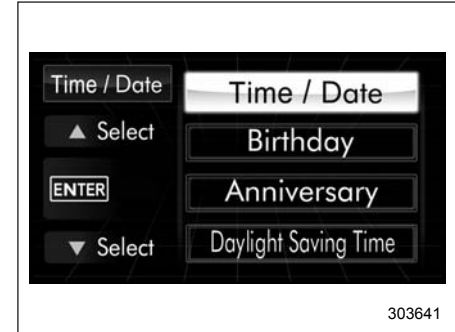 Time / Date
▲ Select
ENTER
▼ Select
Time / Date
Birthday
Anniversary
Daylight Saving Time
303641